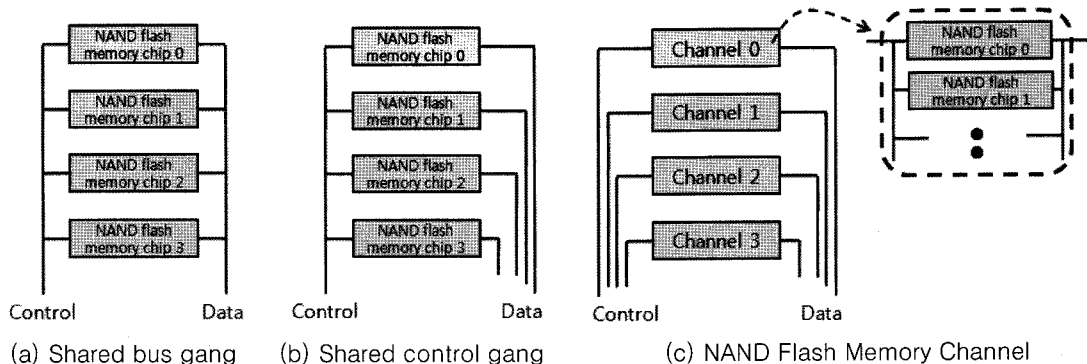 NAND flash
memory chip 0
NAND flash
memory chip 1
NAND flash
memory chip 2
NAND flash
memory chip 3
Control
Data
(a) Shared bus gang
NAND flash
memory chip 0
NAND flash
memory chip 1
NAND flash
memory chip 2
NAND flash
memory chip 3
Control
Data
(b) Shared control gang
Channel 0
Channel 1
Channel 2
Channel 3
Control
Data
NAND flash
memory chip 0
NAND flash
memory chip 1
(c) NAND Flash Memory Channel